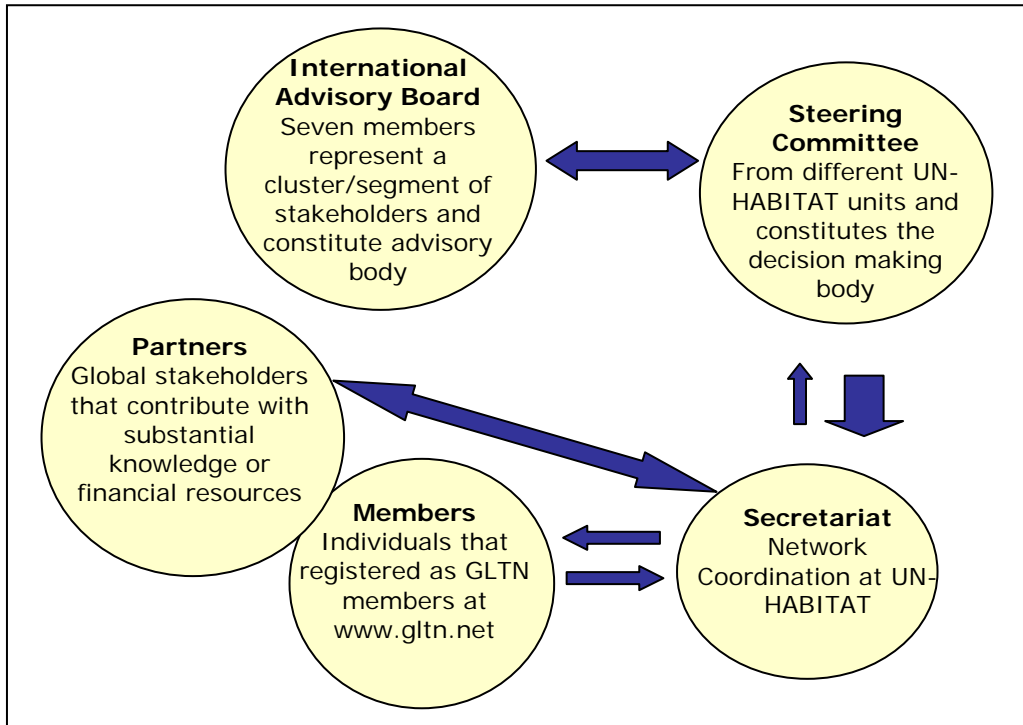 International
Advisory Board
Seven members
represent a
cluster/segment of
stakeholders and
constitute advisory
body
Steering
Committee
From different UN-
HABITAT units and
constitutes the
decision making
body
Partners
Global stakeholders
that contribute with
substantial
knowledge or
financial resources
Members
Individuals that
registered as GLTN
members at
www.gltn.net
Secretariat
Network
Coordination at UN-
HABITAT